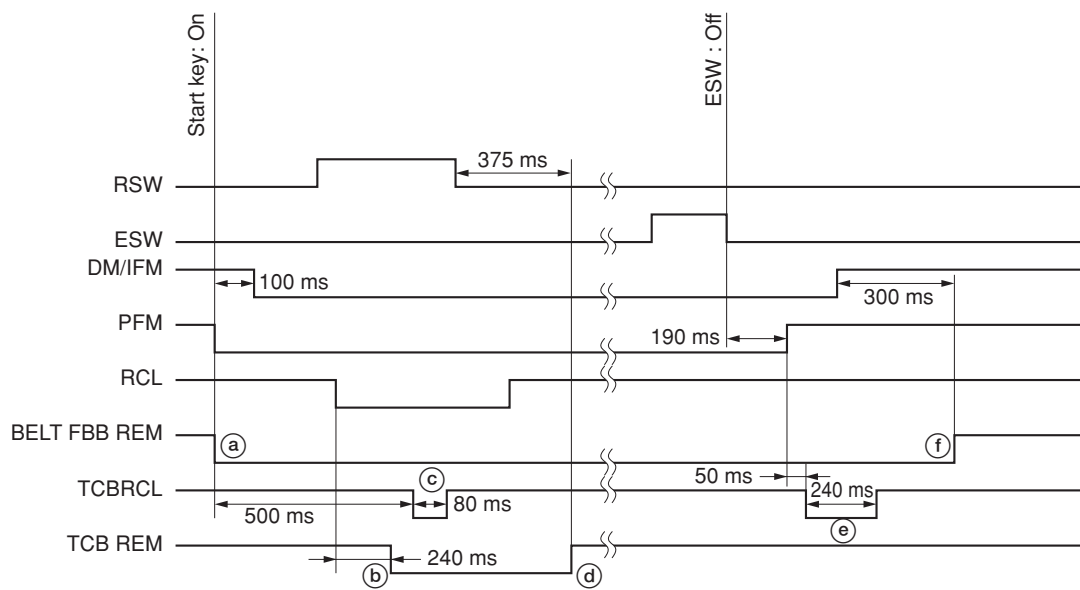 Start key: On
ESW : Off
RSW
375 ms
ESW
DM/IFM
100 ms
300 ms
PFM
190 ms
RCL
BELT FBB REM
a
f
TCBRCL
c
50 ms
240 ms
500 ms
80 ms
e
TCB REM
240 ms
b
d